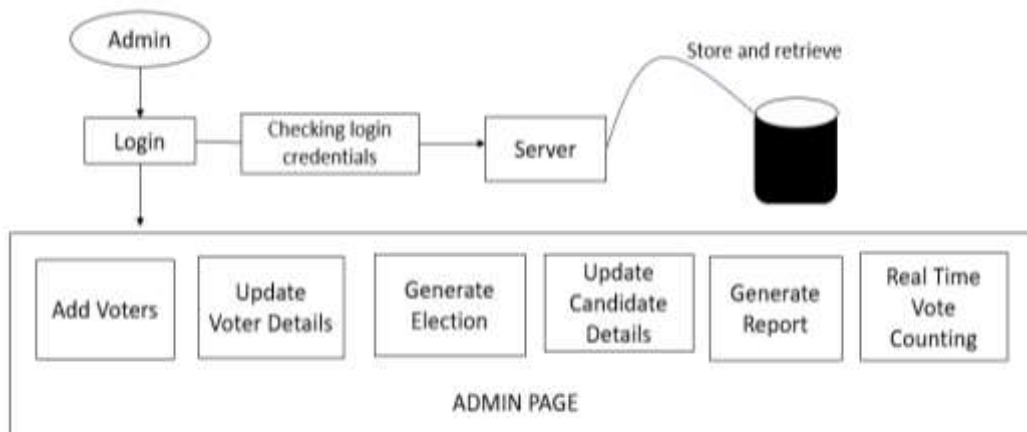 Admin
Store and retrieve
Login
Checking login
credentials
Server
Add Voters
Update
Voter Details
Generate
Election
Update
Candidate
Details
Generate
Report
Real Time
Vote
Counting
ADMIN PAGE